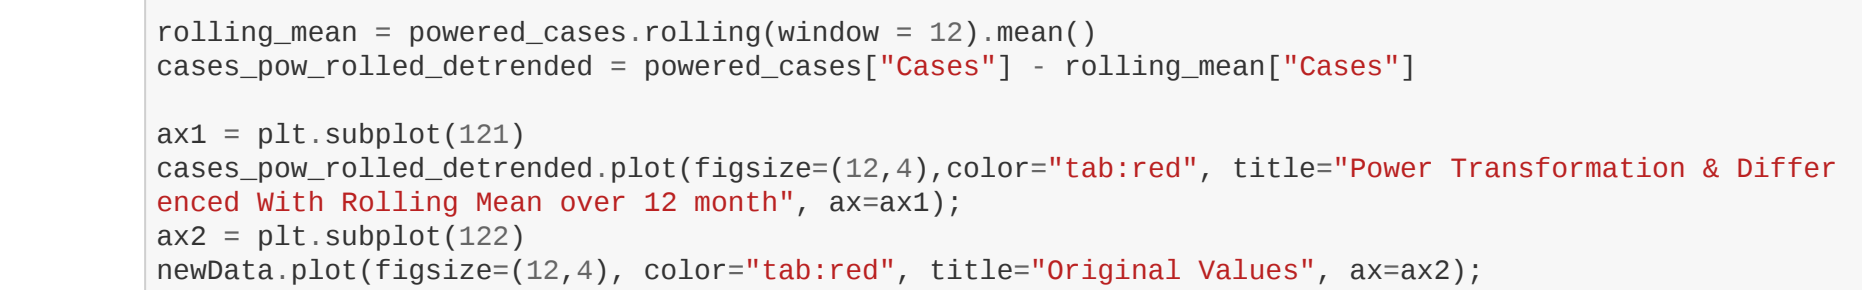 rolling_mean = powered_cases.rolling(window = 12).mean()
cases_pow_rolled_detrended = powered_cases["Cases"] - rolling_mean["Cases"]
ax1 = plt.subplot(121)
cases_pow_rolled_detrended.plot(figsize=(12,4),color="tab:red", title="Power Transformation & Differ
enced With Rolling Mean over 12 month", ax=ax1);
ax2 = plt.subplot(122)
newData.plot(figsize=(12,4), color="tab:red", title="Original Values", ax=ax2);